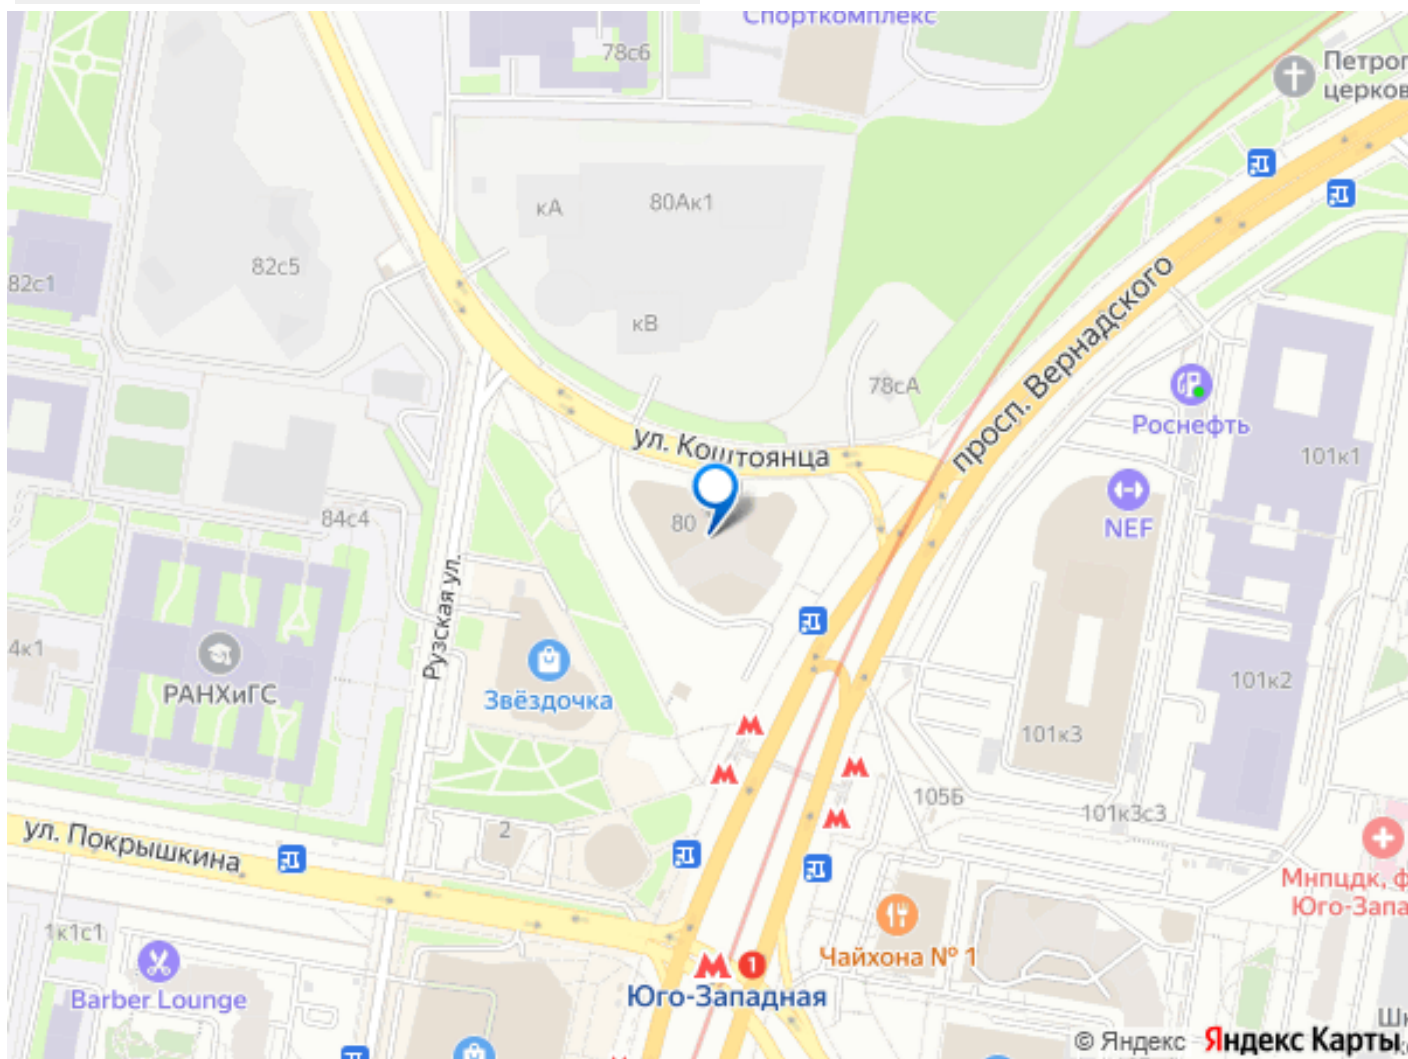 Спорткомплекс
78с6
Петроп
церков
кА
80Ак1
82с5
82с1
кВ
просп. Вернадского
78сА
Роснефть
ул. Коштоянца
101к1
NEF
80
84с4
Рузская ул.
4к1
РАНХиГС
Звёздочка
101к2
101к3
105Б
101к3с3
ул. Покрышкина
2
Мнпцдк, ф
Юго-Запа
1к1с1
Чайхона № 1
Barber Lounge
М 1
Юго-Западная
Шк
© Яндекс Яндекс Карты